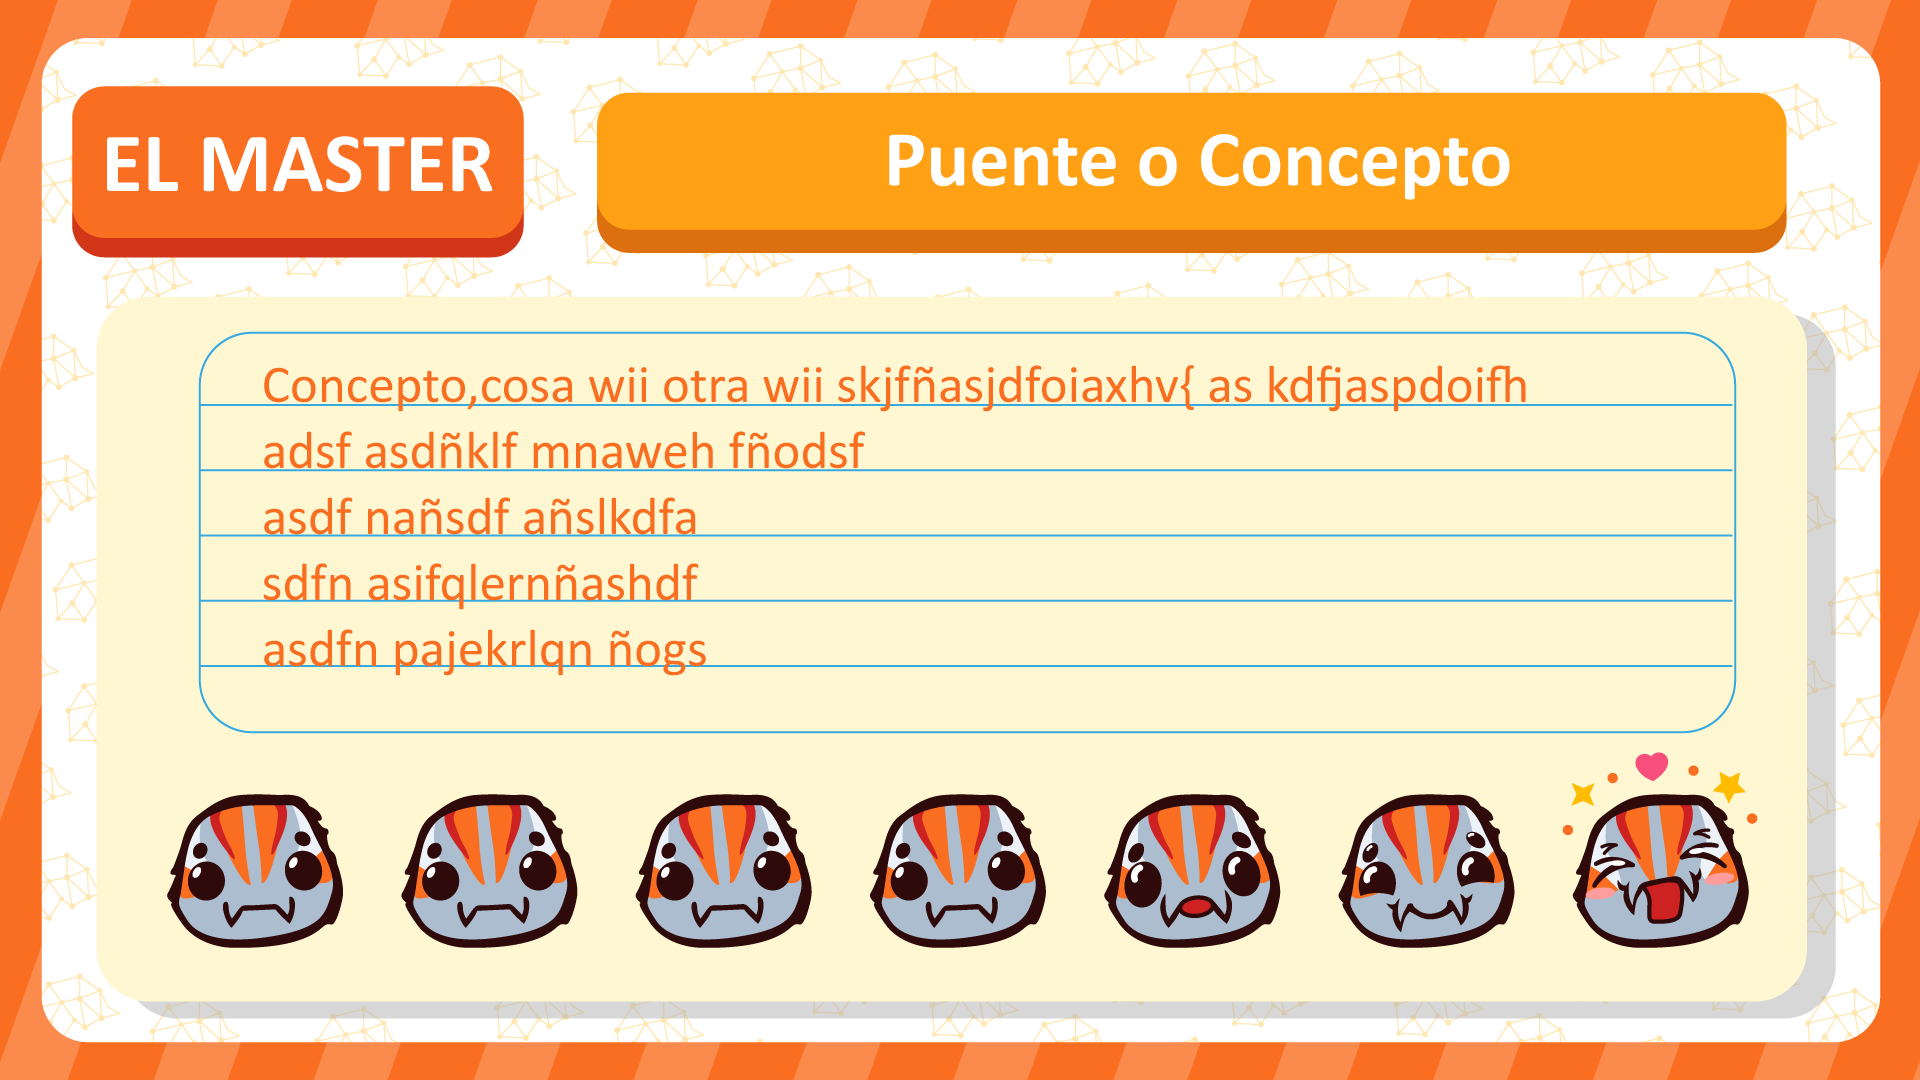 EL MASTER
Puente o Concepto
Concepto,cosa wii otra wii skjfñasjdfoiaxhv{ as kdfjaspdoifh
adsf asdñklf mnaweh fñodsf
asdf nañsdf añslkdfa
sdfn asifqlernñashdf
asdfn pajekrlqn ñogs